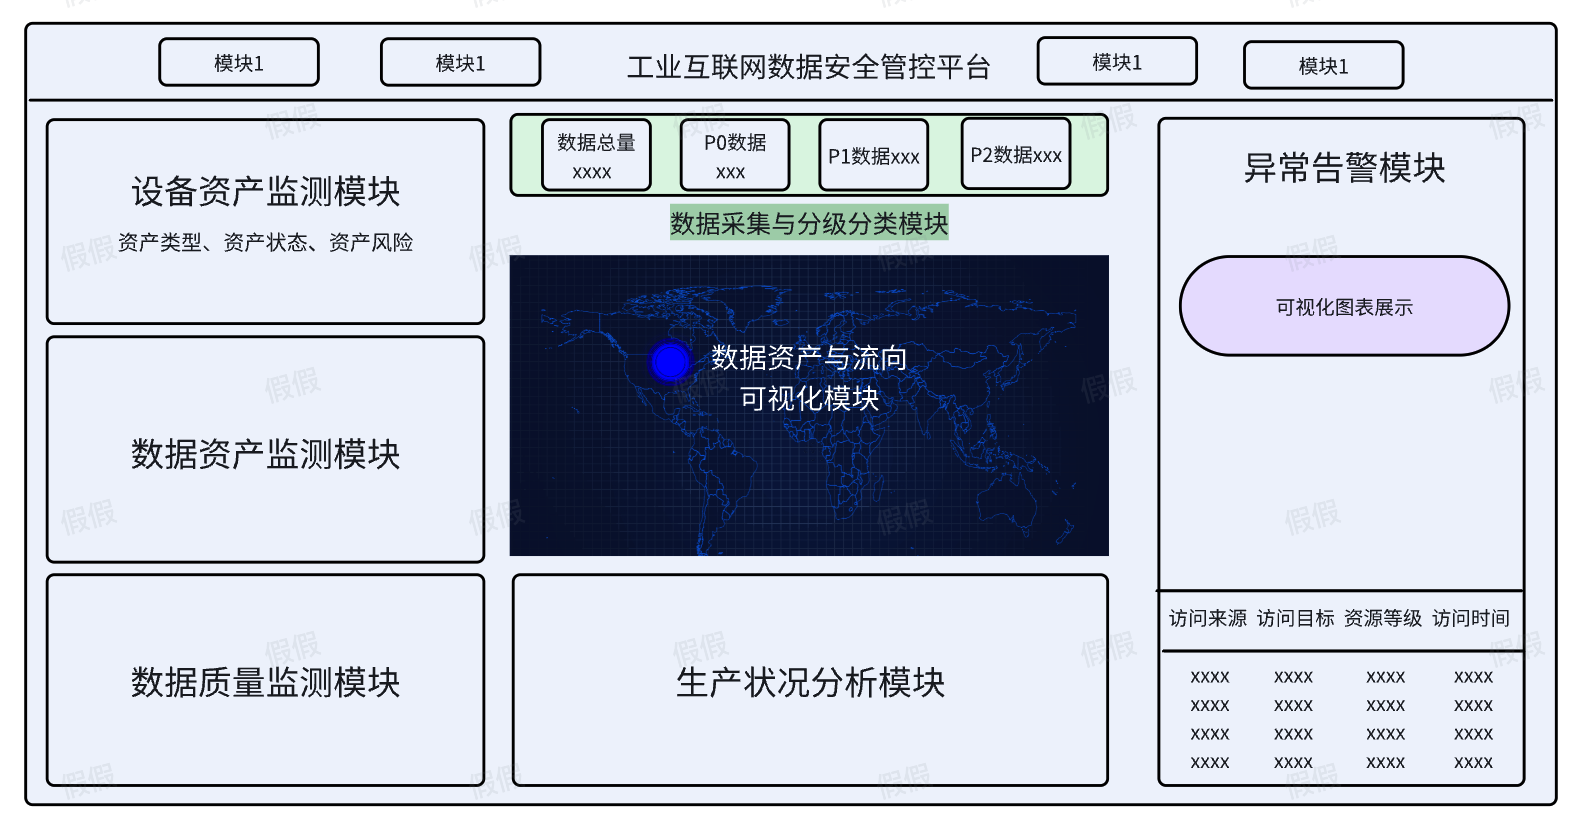 模块1
模块1
工业互联网数据安全管控平台
模块1
模块1
设备资产监测模块
资产类型、资产状态、资产风险
数据资产监测模块
数据质量监测模块
数据总量
xxxx
P0数据
xxx
P1数据xxx
P2数据xxx
数据采集与分级分类模块
数据资产与流向
可视化模块
生产状况分析模块
异常告警模块
可视化图表展示
访问来源 访问目标 资源等级 访问时间
xxxx xxxx xxxx xxxx
xxxx xxxx xxxx xxxx
xxxx xxxx xxxx xxxx
xxxx xxxx xxxx xxxx
假假